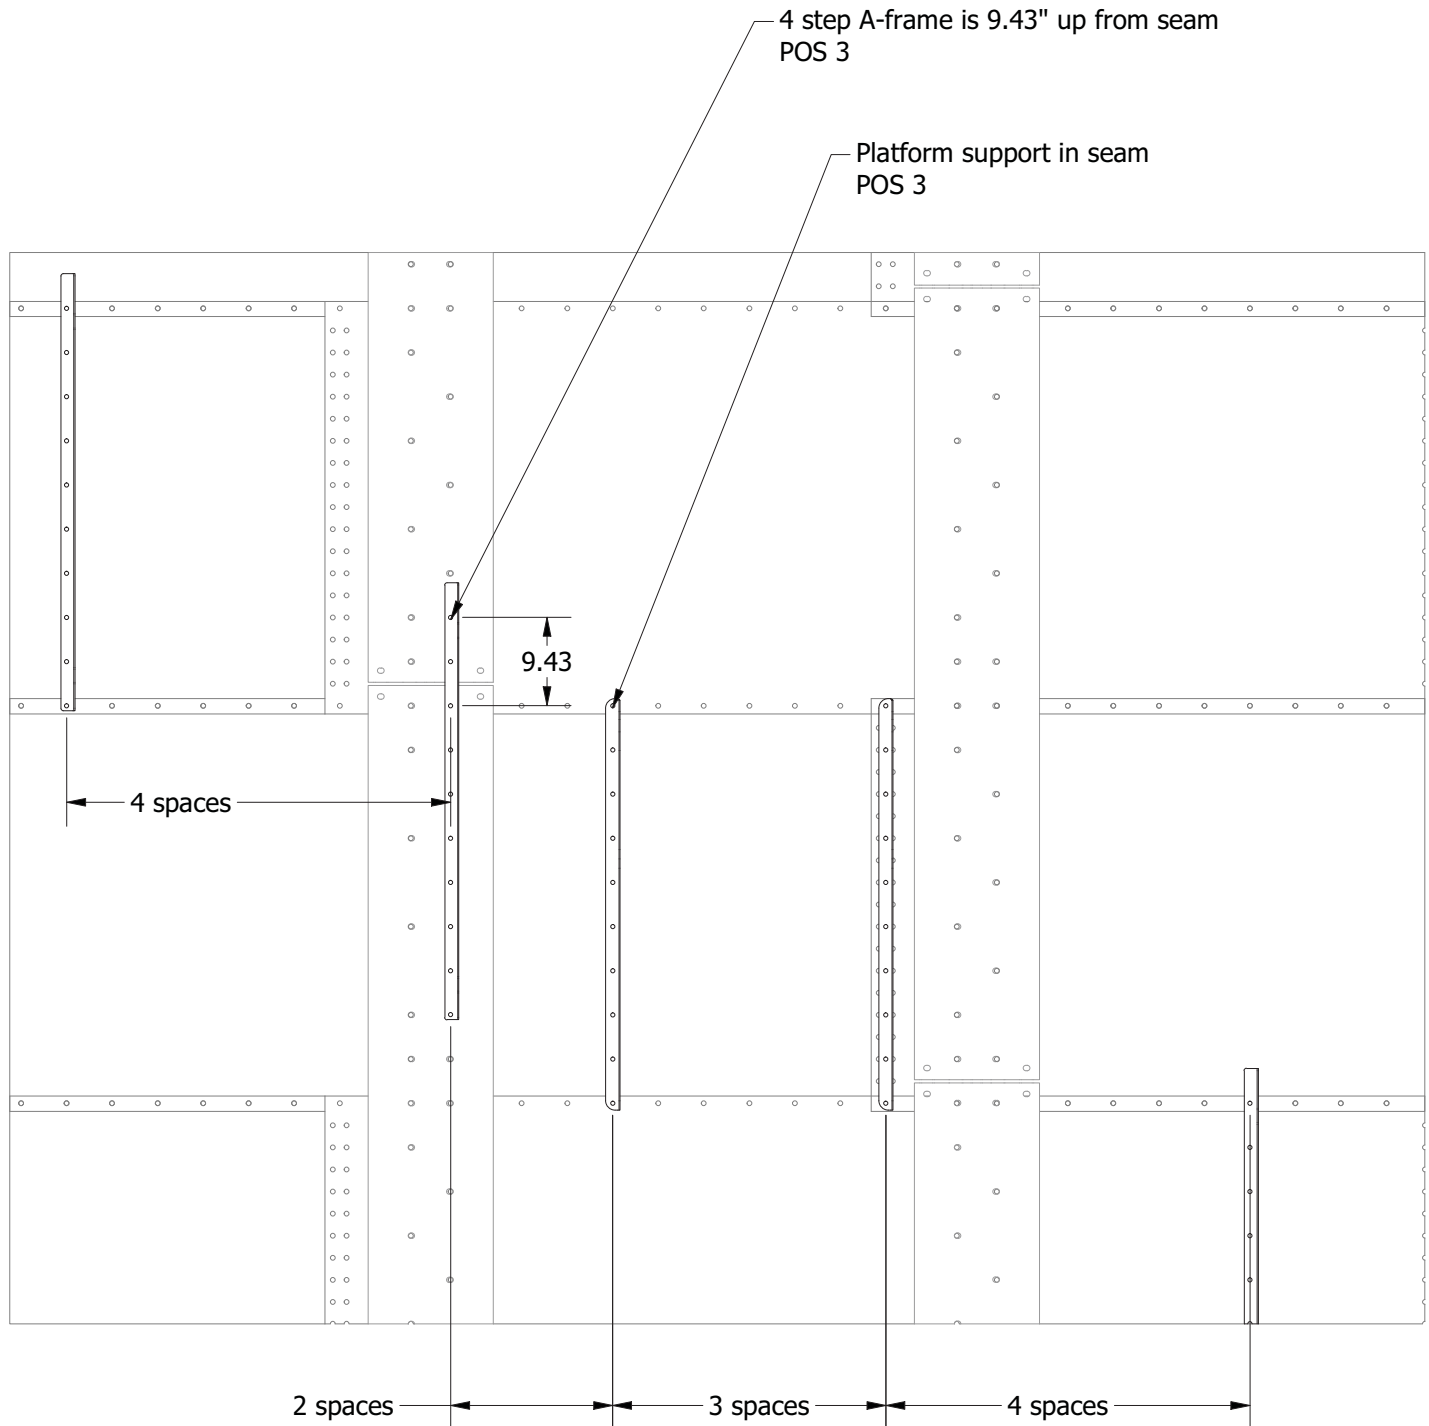 4 step A-frame is 9.43" up from seam
POS 3
Platform support in seam
POS 3
9.43
4 spaces
2 spaces
3 spaces
4 spaces